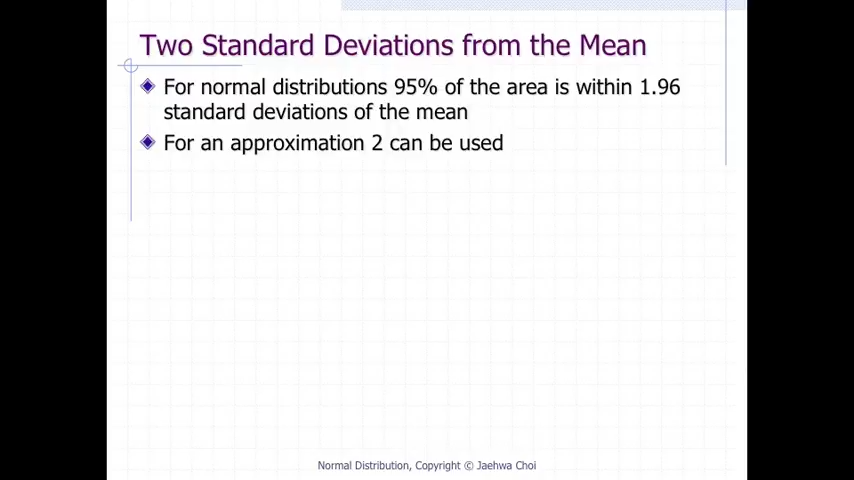 Two Standard Deviations from the Mean
For normal distributions 95% of the area is within 1.96
standard deviations of the mean
For an approximation 2 can be used
Normal Distribution, Copyright © Jaehwa Choi